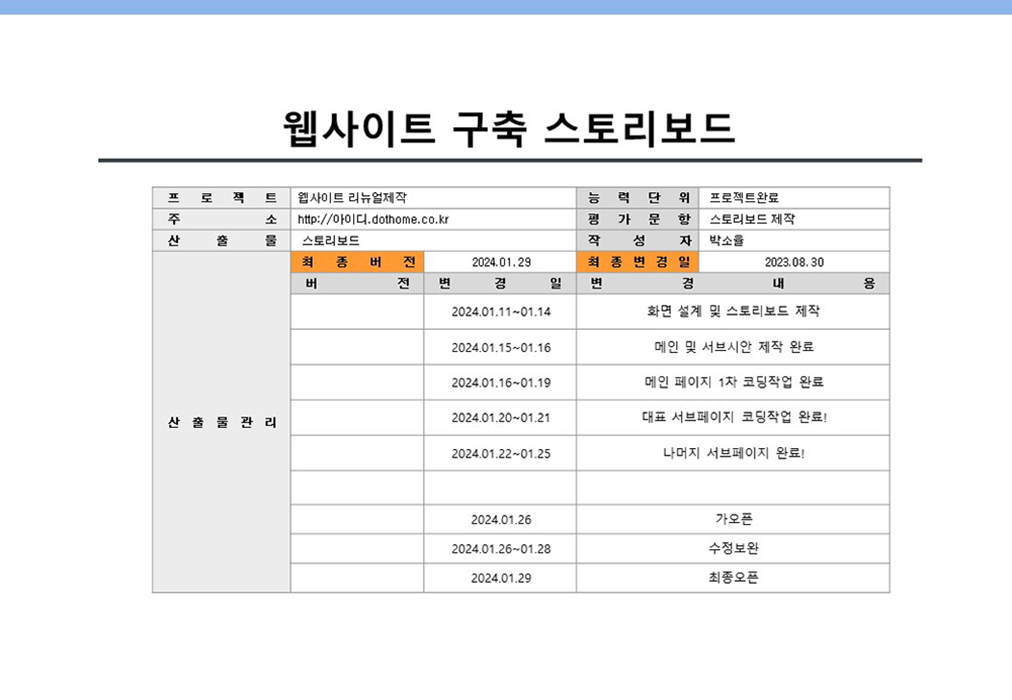 웹사이트 구축 스토리보드
프 로 젝 트 웹사이트 리뉴얼제작 능 력 단 위 프로젝트완료
주 소 http://아이디.dothome.co.kr 평 가 문 항 스토리보드 제작
산 출 물 스토리보드 작 성 자 박소율
최 종 버 전 2024.01.29 최 종 변 경 일 2023.08.30
버 전 변 경 일 변 경 내 용
2024.01.11~01.14 화면 설계 및 스토리보드 제작
2024.01.15~01.16 메인 및 서브시안 제작 완료
2024.01.16~01.19 메인 페이지 1차 코딩작업 완료
산 출 물 관 리 2024.01.20~01.21 대표 서브페이지 코딩작업 완료!
2024.01.22~01.25 나머지 서브페이지 완료!
2024.01.26 가오픈
2024.01.26~01.28 수정보완
2024.01.29 최종오픈